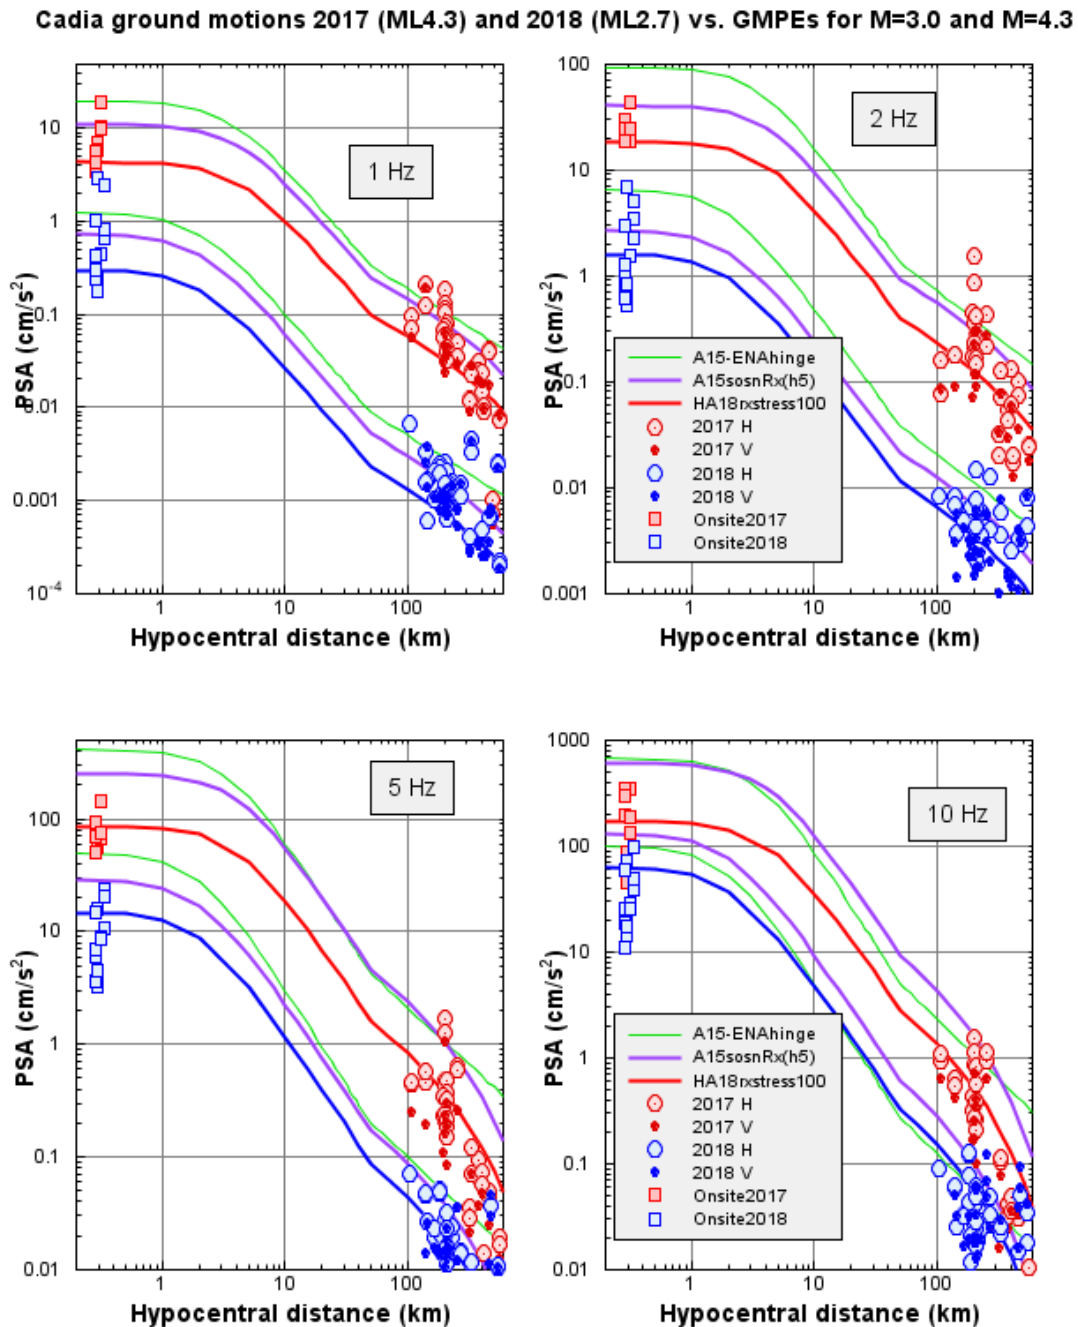 Cadia ground motions 2017 (ML4.3) and 2018 (ML2.7) vs. GMPEs for M=3.0 and M=4.3
10
1
0.1
0.01
0.001
10⁻⁴
PSA (cm/s²)
1 Hz
1
10
100
Hypocentral distance (km)
100
10
1
0.1
0.01
0.001
PSA (cm/s²)
2 Hz
A15-ENAhinge
A15sosnRx(h5)
HA18rxstress100
2017 H
2017 V
2018 H
2018 V
Onsite2017
Onsite2018
1
10
100
Hypocentral distance (km)
100
10
1
0.1
0.01
PSA (cm/s²)
5 Hz
1
10
100
Hypocentral distance (km)
1000
100
10
1
0.1
0.01
PSA (cm/s²)
10 Hz
A15-ENAhinge
A15sosnRx(h5)
HA18rxstress100
2017 H
2017 V
2018 H
2018 V
Onsite2017
Onsite2018
1
10
100
Hypocentral distance (km)